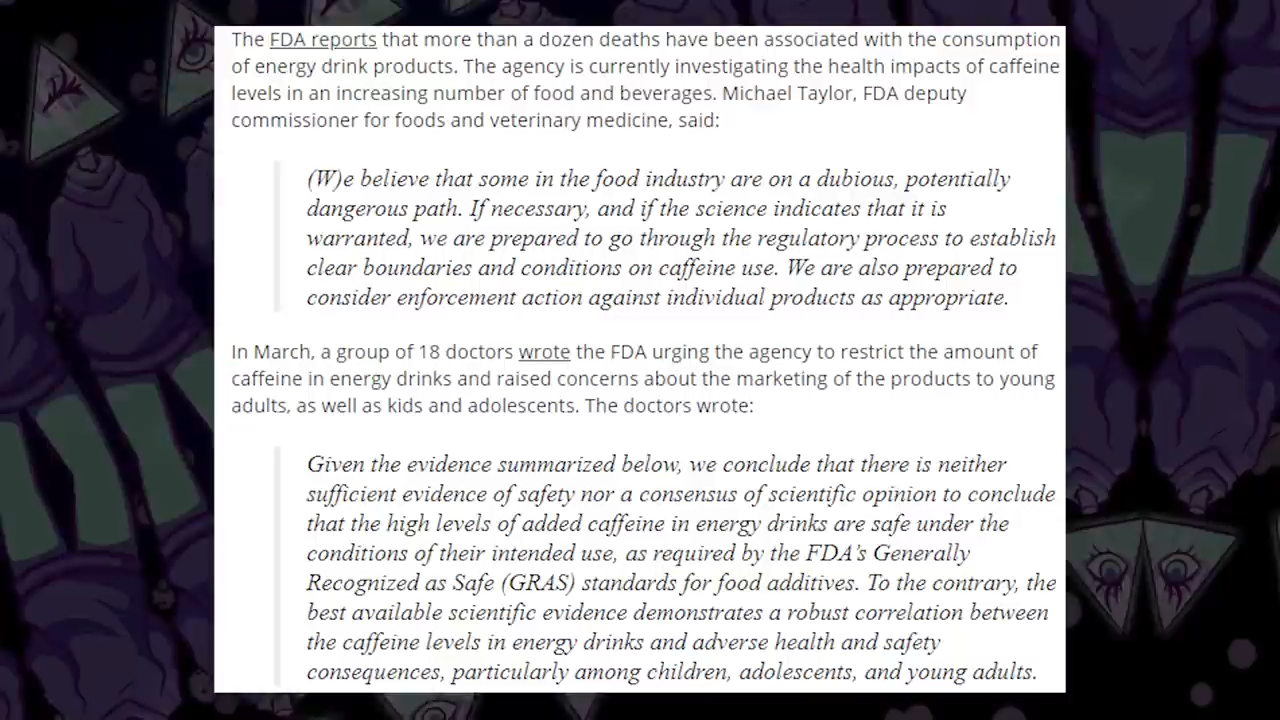 The FDA reports that more than a dozen deaths have been associated with the consumption
of energy drink products. The agency is currently investigating the health impacts of caffeine
levels in an increasing number of food and beverages. Michael Taylor, FDA deputy
commissioner for foods and veterinary medicine, said:
(W)e believe that some in the food industry are on a dubious, potentially
dangerous path. If necessary, and if the science indicates that it is
warranted, we are prepared to go through the regulatory process to establish
clear boundaries and conditions on caffeine use. We are also prepared to
consider enforcement action against individual products as appropriate.
In March, a group of 18 doctors wrote the FDA urging the agency to restrict the amount of
caffeine in energy drinks and raised concerns about the marketing of the products to young
adults, as well as kids and adolescents. The doctors wrote:
Given the evidence summarized below, we conclude that there is neither
sufficient evidence of safety nor a consensus of scientific opinion to conclude
that the high levels of added caffeine in energy drinks are safe under the
conditions of their intended use, as required by the FDA’s Generally
Recognized as Safe (GRAS) standards for food additives. To the contrary, the
best available scientific evidence demonstrates a robust correlation between
the caffeine levels in energy drinks and adverse health and safety
consequences, particularly among children, adolescents, and young adults.